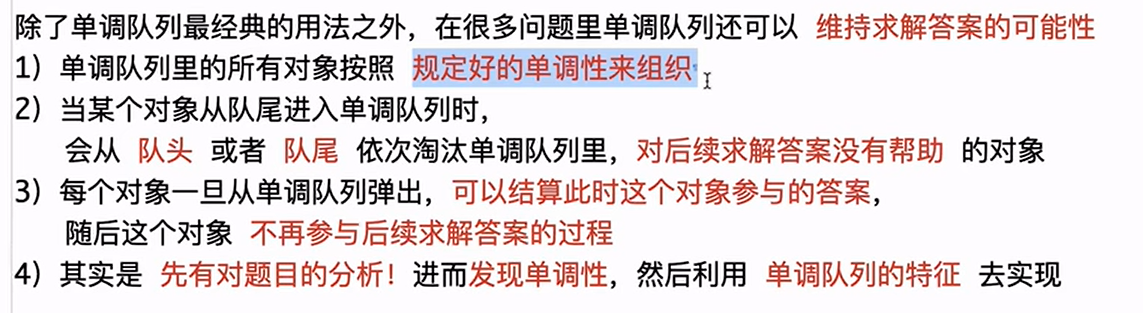 除了单调队列最经典的用法之外，在很多问题里单调队列还可以 维持求解答案的可能性
1）单调队列里的所有对象按照 规定好的单调性来组织
2）当某个对象从队尾进入单调队列时，
会从 队头 或者 队尾 依次淘汰单调队列里，对后续求解答案没有帮助 的对象
3）每个对象一旦从单调队列弹出，可以结算此时这个对象参与的答案，
随后这个对象 不再参与后续求解答案的过程
4）其实是 先有对题目的分析！进而发现单调性，然后利用 单调队列的特征 去实现